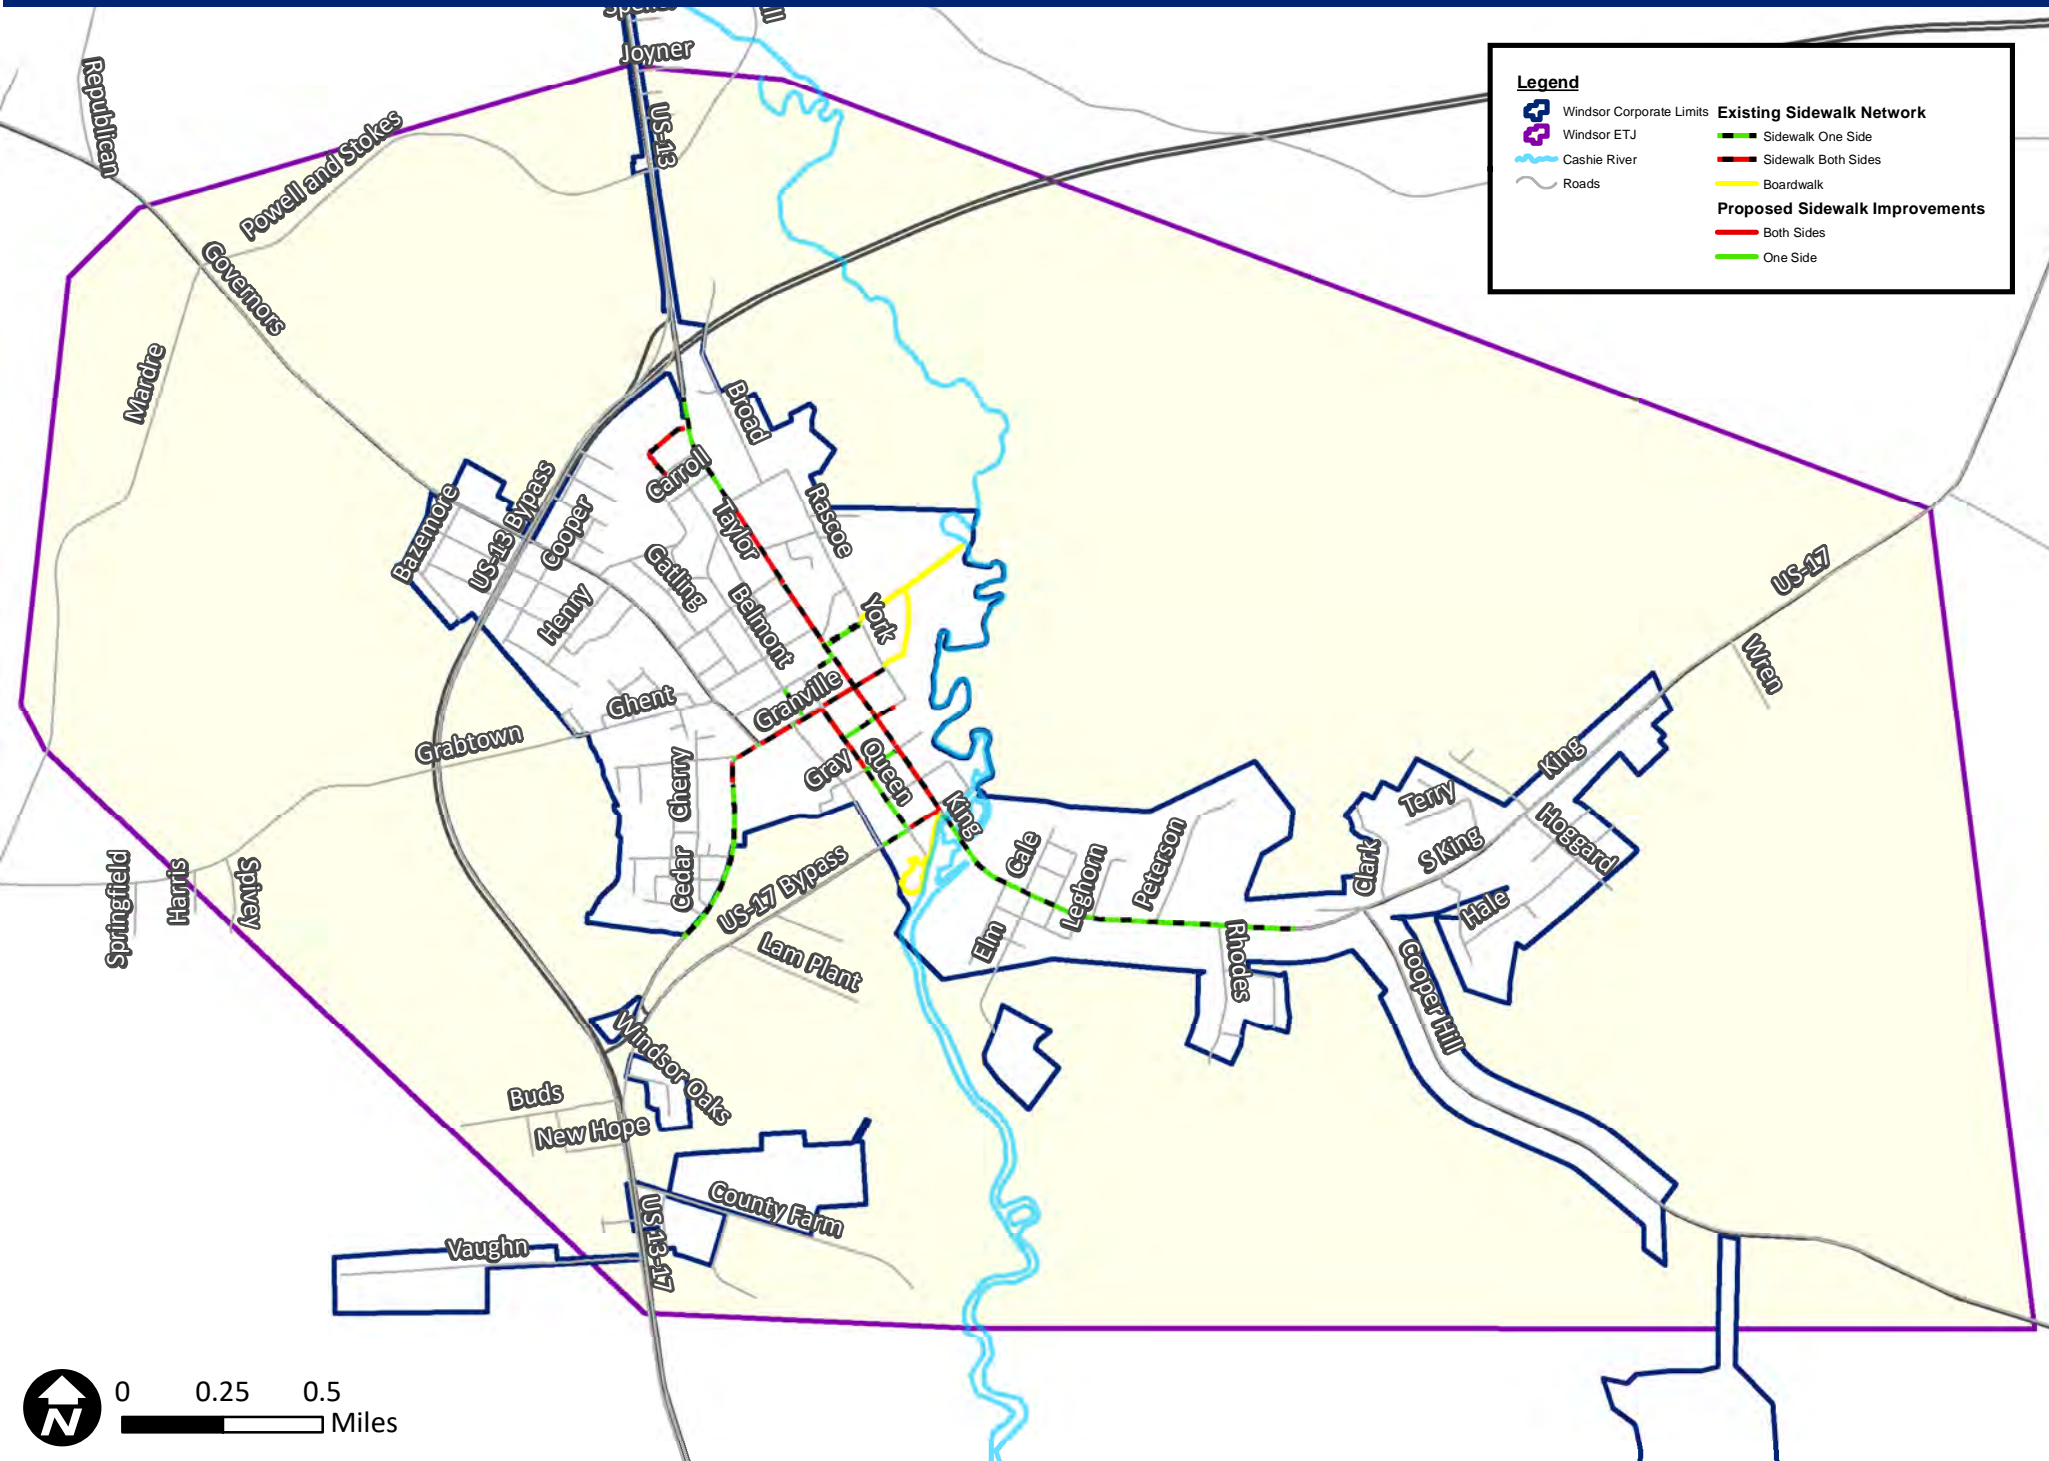 Joyner
US-13
Republican
Powell and Stokes
Governors
Mardre
Legend
Windsor Corporate Limits
Windsor ETJ
Cashie River
Roads
Existing Sidewalk Network
Sidewalk One Side
Sidewalk Both Sides
Boardwalk
Proposed Sidewalk Improvements
Both Sides
One Side
Broad
Carroll
Rascoe
Taylor
Bazemore
US-13 Bypass
Cooper
Gatling
Henry
Belmont
York
US-17
Wren
Ghent
Granville
Grabtown
Cherry
Gray
Queen
King
King
Terry
Hoggard
S King
Clark
Cale
Leghorn
Peterson
Cedar
US-17 Bypass
Springfield
Harris
Spivey
Lam Plant
Elm
Rhodes
Hale
Cooper Hill
Windsor Oaks
Buds
New Hope
County Farm
US-13-17
Vaughn
0 0.25 0.5
Miles
N